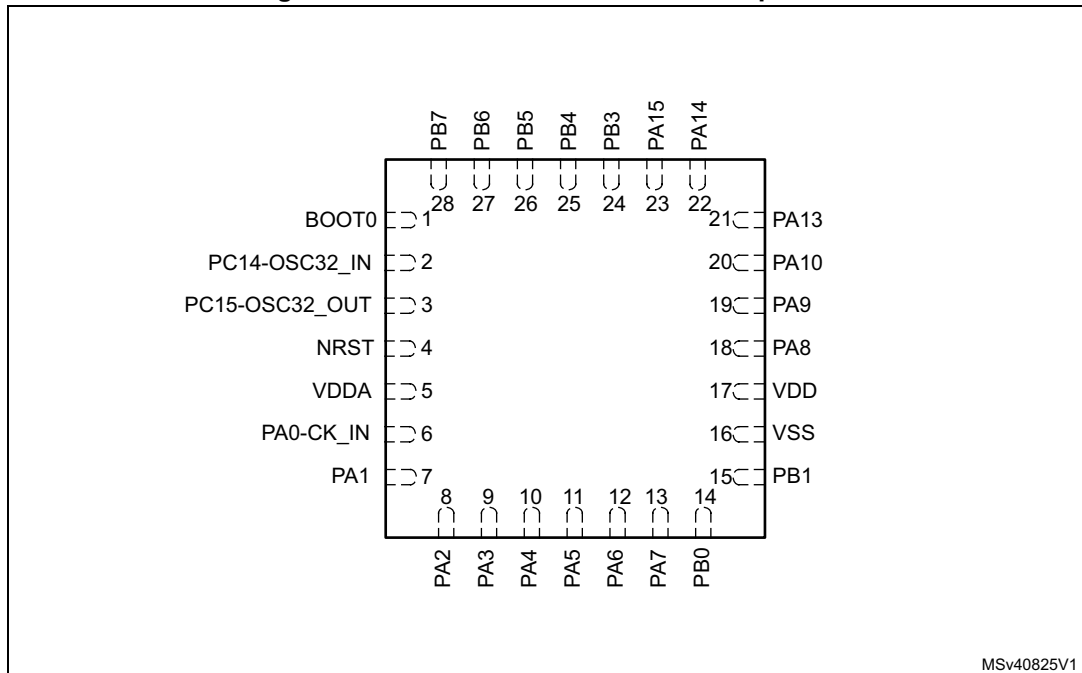 PB7 PB6 PB5 PB4 PB3 PA15 PA14
28 27 26 25 24 23 22
BOOT0 1 21 PA13
PC14-OSC32_IN 2 20 PA10
PC15-OSC32_OUT 3 19 PA9
NRST 4 18 PA8
VDDA 5 17 VDD
PA0-CK_IN 6 16 VSS
PA1 7 15 PB1
8 9 10 11 12 13 14
PA2 PA3 PA4 PA5 PA6 PA7 PB0
MSv40825V1